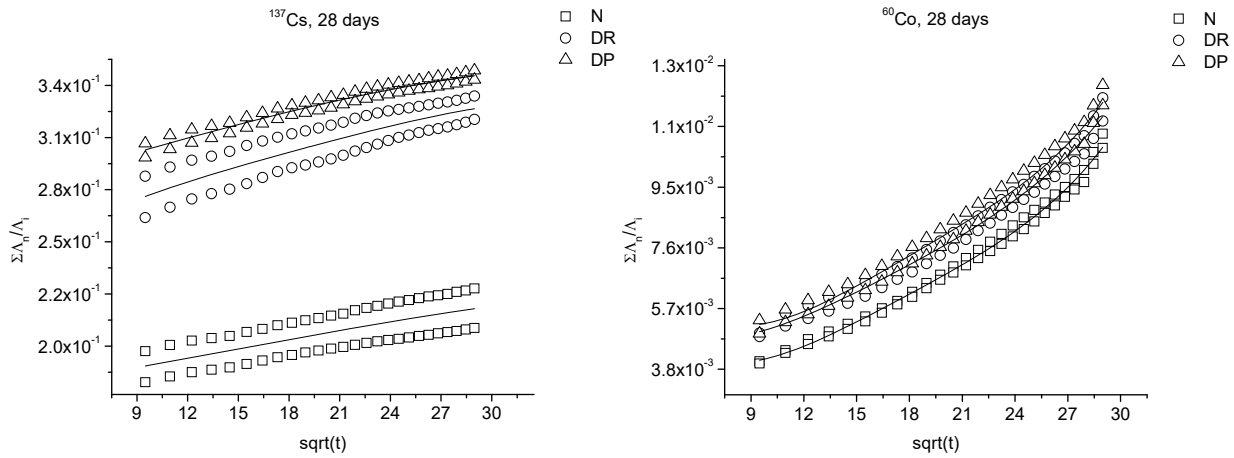 ¹³⁷Cs, 28 days
N
DR
DP
ΣΛₙ/Λᵢ
3.4x10⁻¹
3.1x10⁻¹
2.8x10⁻¹
2.5x10⁻¹
2.2x10⁻¹
2.0x10⁻¹
9 12 15 18 21 24 27 30
sqrt(t)
⁶⁰Co, 28 days
N
DR
DP
ΣΛₙ/Λᵢ
1.3x10⁻²
1.1x10⁻²
9.5x10⁻³
7.6x10⁻³
5.7x10⁻³
3.8x10⁻³
9 12 15 18 21 24 27 30
sqrt(t)